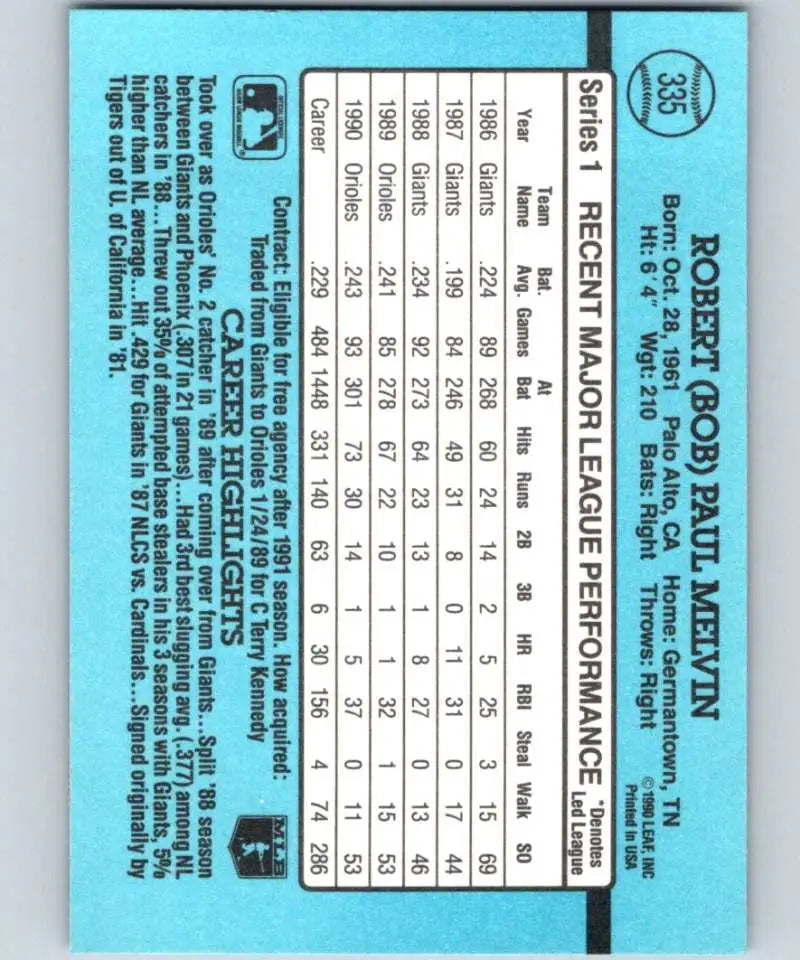 335
ROBERT (BOB) PAUL MELVIN
Born: Oct. 28, 1961 Palo Alto, CA Home: Germantown, TN
Ht: 6'4" Wgt: 210 Bats: Right Throws: Right
© 1990 LEAF, INC
Printed in USA
Series 1 RECENT MAJOR LEAGUE PERFORMANCE *Denotes Led League
Year Team Name Bat. Avg. Games At Bat Hits Runs 2B 3B HR RBI Steal Walk SO
1986 Giants .224 89 268 60 24 14 2 5 25 3 15 69
1987 Giants .199 84 246 49 31 8 0 11 31 0 17 44
1988 Giants .234 92 273 64 23 13 1 8 27 0 13 46
1989 Orioles .241 85 278 67 22 10 1 1 32 1 15 53
1990 Orioles .243 93 301 73 30 14 1 5 37 0 11 53
Career .229 484 1448 331 140 63 6 30 156 4 74 286
Contract: Eligible for free agency after 1991 season. How acquired:
Traded from Giants to Orioles 1/24/89 for C Terry Kennedy
CAREER HIGHLIGHTS
MLB
Took over as Orioles' No. 2 catcher in '89 after coming over from Giants...Split '88 season
between Giants and Phoenix (.307 in 21 games)...Had 3rd best slugging avg. (.377) among NL
catchers in '88...Threw out 35% of attempted base stealers in his 3 seasons with Giants, 5%
higher than NL average...Hit .429 for Giants in '87 NLCS vs. Cardinals...Signed originally by
Tigers out of U. of California in '81.